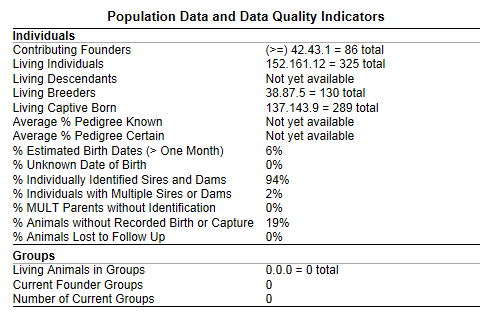 Population Data and Data Quality Indicators
Individuals
Contributing Founders (>=) 42.43.1 = 86 total
Living Individuals 152.161.12 = 325 total
Living Descendants Not yet available
Living Breeders 38.87.5 = 130 total
Living Captive Born 137.143.9 = 289 total
Average % Pedigree Known Not yet available
Average % Pedigree Certain Not yet available
% Estimated Birth Dates (> One Month) 6%
% Unknown Date of Birth 0%
% Individually Identified Sires and Dams 94%
% Individuals with Multiple Sires or Dams 2%
% MULT Parents without Identification 0%
% Animals without Recorded Birth or Capture 19%
% Animals Lost to Follow Up 0%
Groups
Living Animals in Groups 0.0.0 = 0 total
Current Founder Groups 0
Number of Current Groups 0